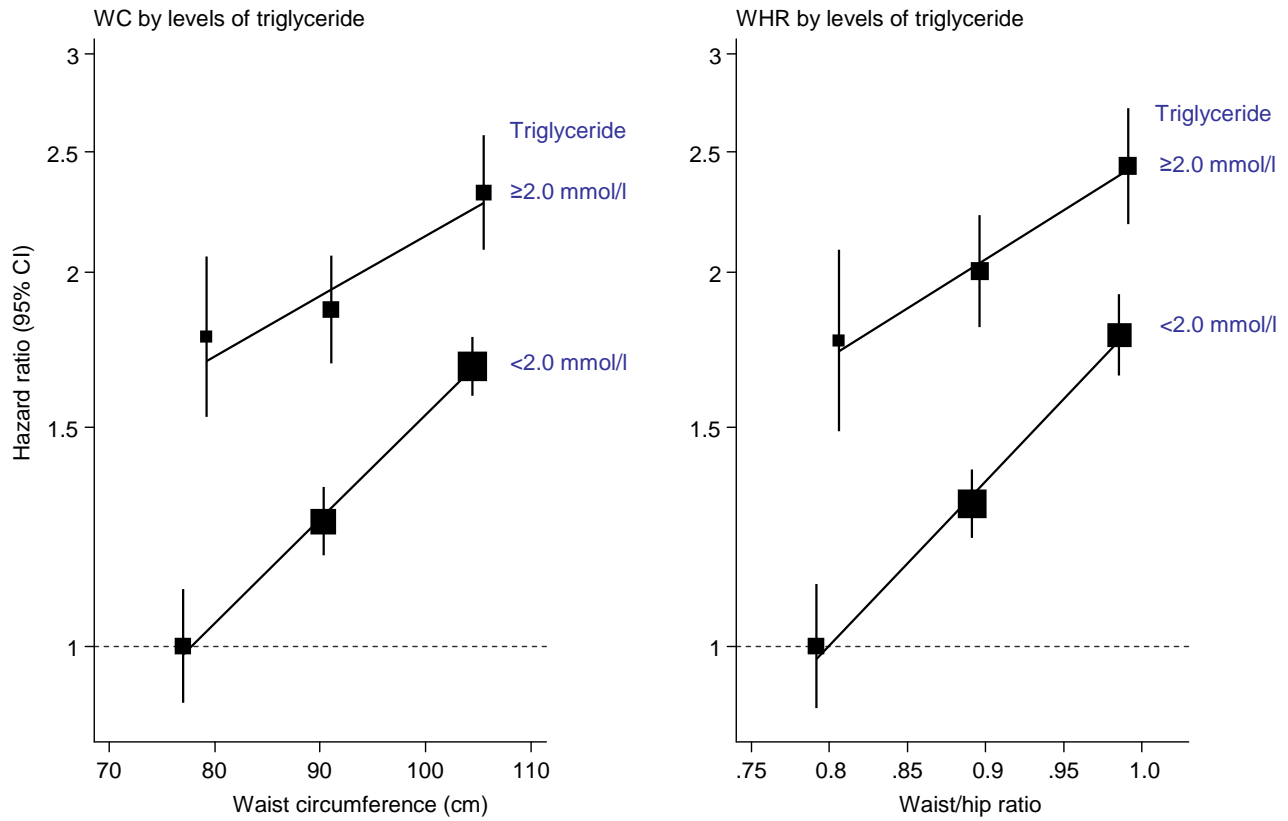 WC by levels of triglyceride
3
2.5
2
1.5
1
Hazard ratio (95% CI)
Triglyceride
≥2.0 mmol/l
<2.0 mmol/l
70 80 90 100 110
Waist circumference (cm)
WHR by levels of triglyceride
3
2.5
2
1.5
1
Triglyceride
≥2.0 mmol/l
<2.0 mmol/l
.75 0.8 .85 0.9 .95 1.0
Waist/hip ratio